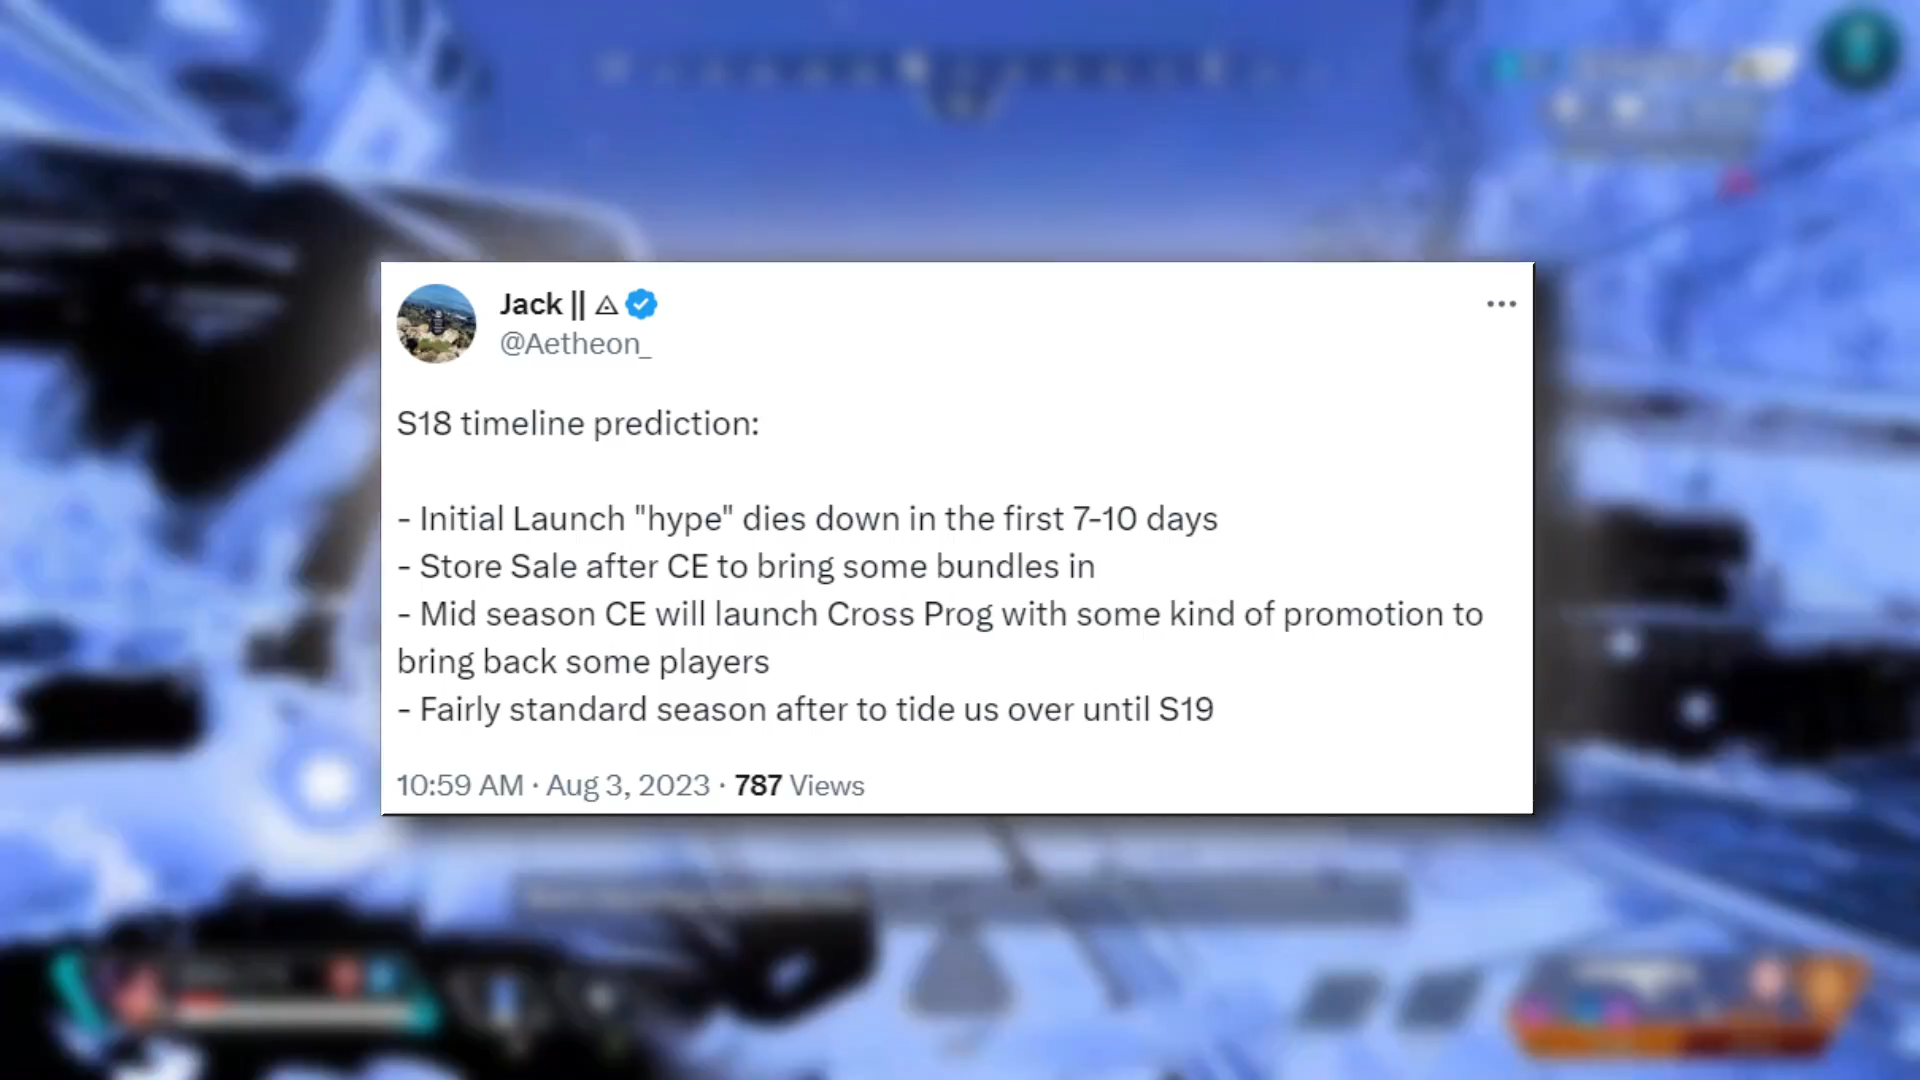 Jack || ⟁
@Aetheon_
S18 timeline prediction:
- Initial Launch "hype" dies down in the first 7-10 days
- Store Sale after CE to bring some bundles in
- Mid season CE will launch Cross Prog with some kind of promotion to
bring back some players
- Fairly standard season after to tide us over until S19
10:59 AM · Aug 3, 2023 · 787 Views